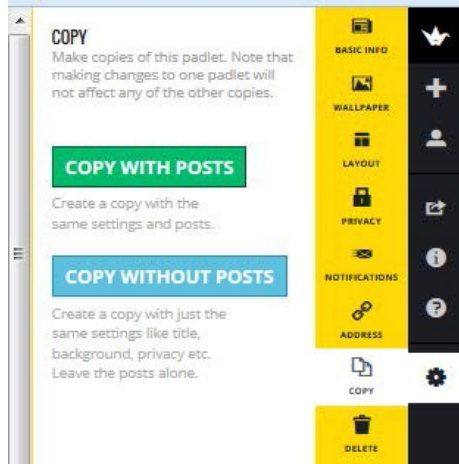 COPY
Make copies of this padlet. Note that
making changes to one padlet will
not affect any of the other copies.
COPY WITH POSTS
Create a copy with the
same settings and posts.
COPY WITHOUT POSTS
Create a copy with just the
same settings like title,
background, privacy etc.
Leave the posts alone.
BASIC INFO
WALLPAPER
LAYOUT
PRIVACY
NOTIFICATIONS
ADDRESS
COPY
DELETE